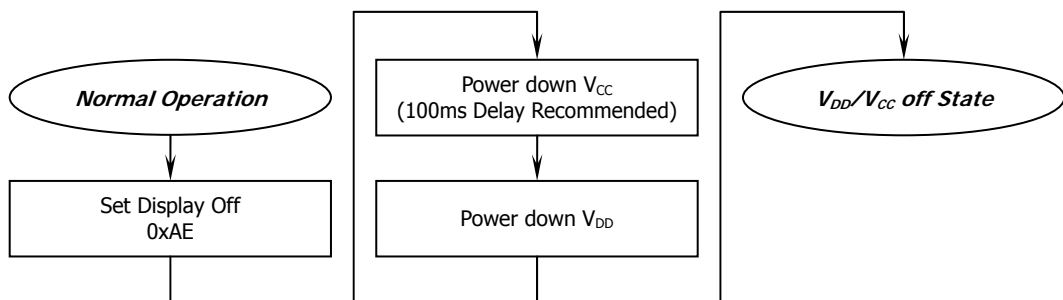 Normal Operation
Set Display Off
0xAE
Power down VCC
(100ms Delay Recommended)
Power down VDD
VDD/VCC off State